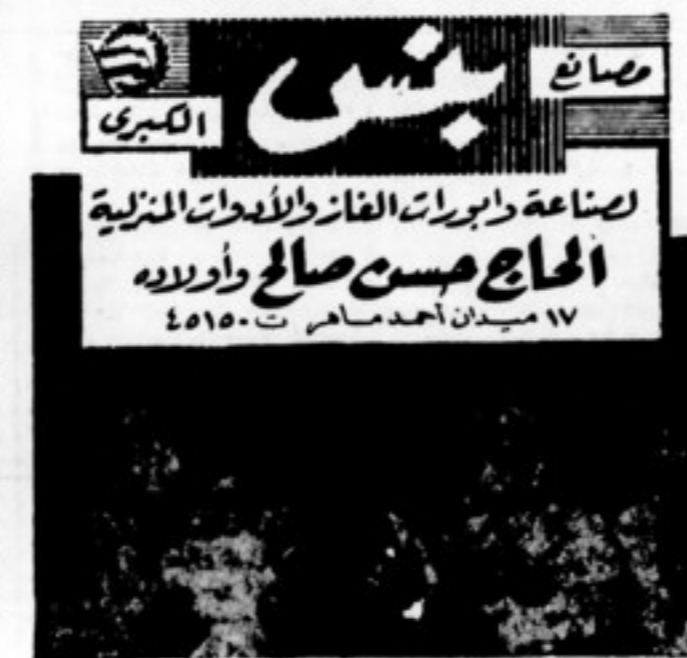 مصانع بنس الكبرى
لصناعة وابورات الغاز والأدوات المنزلية
الحاج حسن صالح وأولاده
١٧ ميدان أحمد ماهر ت ٤٥١٥٠